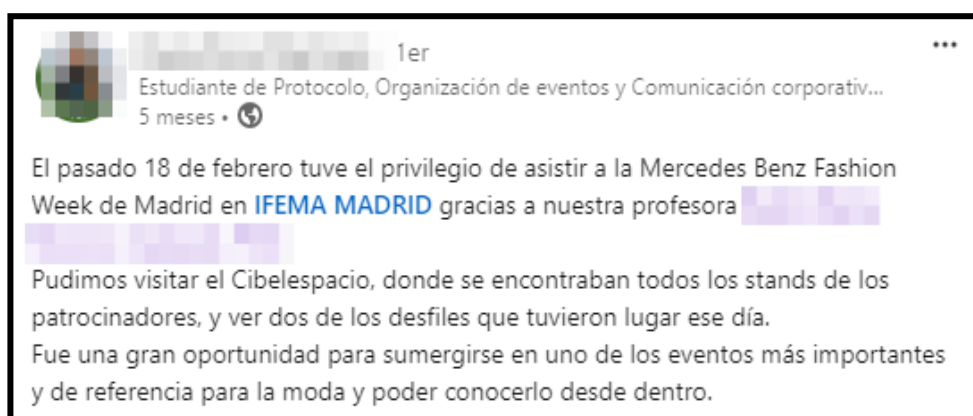 1er
...
Estudiante de Protocolo, Organización de eventos y Comunicación corporativ...
5 meses •
El pasado 18 de febrero tuve el privilegio de asistir a la Mercedes Benz Fashion
Week de Madrid en IFEMA MADRID gracias a nuestra profesora
Pudimos visitar el Cibelespacio, donde se encontraban todos los stands de los
patrocinadores, y ver dos de los desfiles que tuvieron lugar ese día.
Fue una gran oportunidad para sumergirse en uno de los eventos más importantes
y de referencia para la moda y poder conocerlo desde dentro.